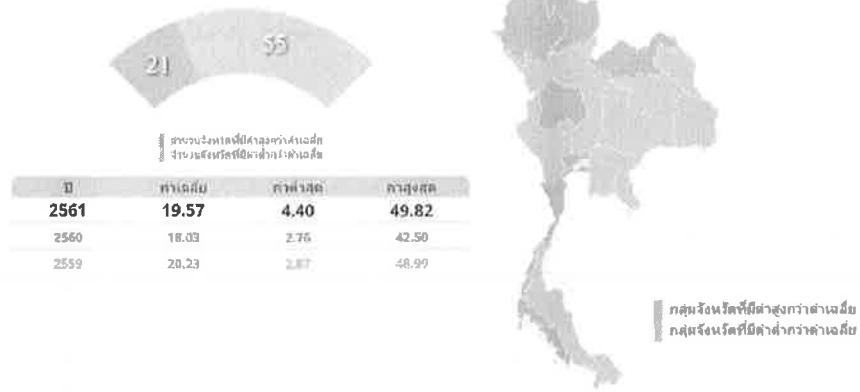 21
55
จำนวนจังหวัดที่มีค่าสูงกว่าค่าเฉลี่ย
จำนวนจังหวัดที่มีค่าต่ำกว่าค่าเฉลี่ย
ปี ค่าเฉลี่ย ค่าต่ำสุด ค่าสูงสุด
2561 19.57 4.40 49.82
2560 18.03 2.76 42.50
2559 20.23 2.87 48.99
กลุ่มจังหวัดที่มีค่าสูงกว่าค่าเฉลี่ย
กลุ่มจังหวัดที่มีค่าต่ำกว่าค่าเฉลี่ย